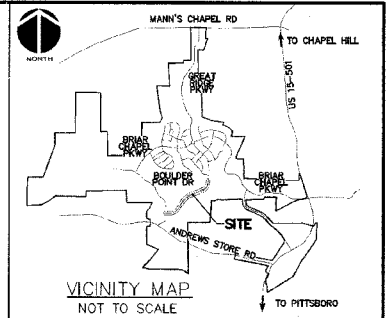 MANN'S CHAPEL RD
NORTH
TO CHAPEL HILL
US 15-501
GREAT
RIDGE
PKWY
BRIAR
CHAPEL
PKWY
BOULDER
POINT DR
BRIAR
CHAPEL
PKWY
SITE
ANDREWS STORE RD
VICINITY MAP
NOT TO SCALE
TO PITTSBORO